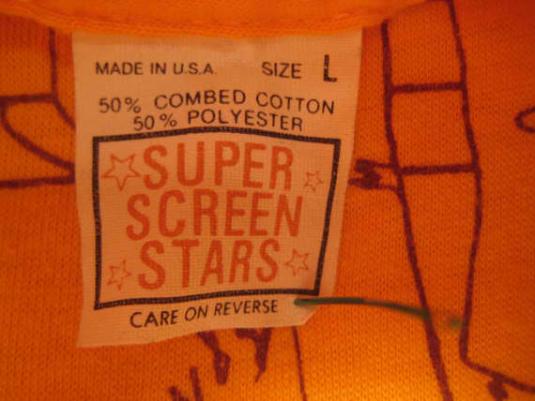 MADE IN U.S.A. SIZE L
50% COMBED COTTON
50% POLYESTER
SUPER
SCREEN
STARS
CARE ON REVERSE